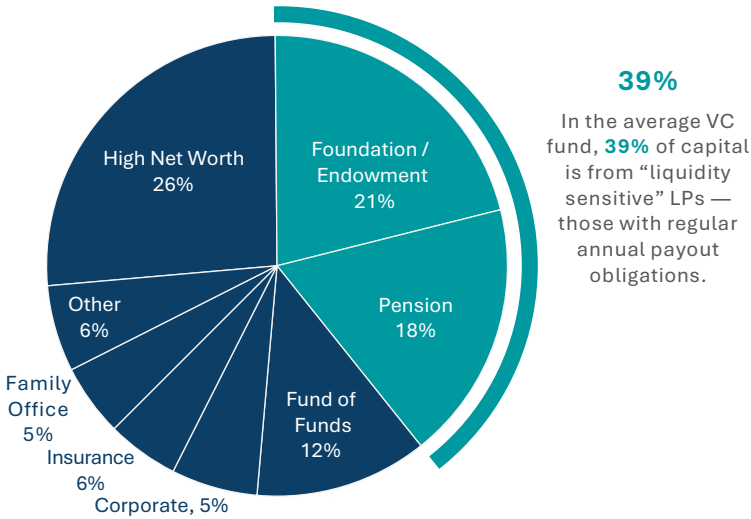 High Net Worth
26%
Foundation /
Endowment
21%
Pension
18%
Fund of
Funds
12%
Corporate, 5%
Insurance
6%
Family
Office
5%
Other
6%
39%
In the average VC
fund, 39% of capital
is from “liquidity
sensitive” LPs —
those with regular
annual payout
obligations.